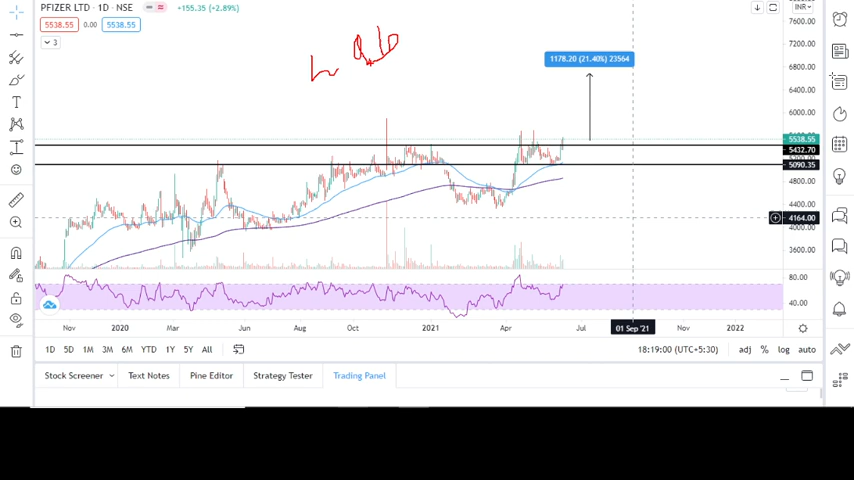 PFIZER LTD · 1D · NSE +155.35 (+2.89%) INR
5538.55 0.00 5538.55
3
7600.00
7200.00
1178.20 (21.40%) 23564
6800.00
6400.00
6000.00
5538.55
5432.70
5090.35
4800.00
4400.00
4164.00
4000.00
3600.00
80.00
40.00
Nov 2020 Mar Jun Aug Oct 2021 Apr Jul 01 Sep '21 Nov 2022
1D 5D 1M 3M 6M YTD 1Y 5Y All 18:19:00 (UTC+5:30) adj % log auto
Stock Screener Text Notes Pine Editor Strategy Tester Trading Panel